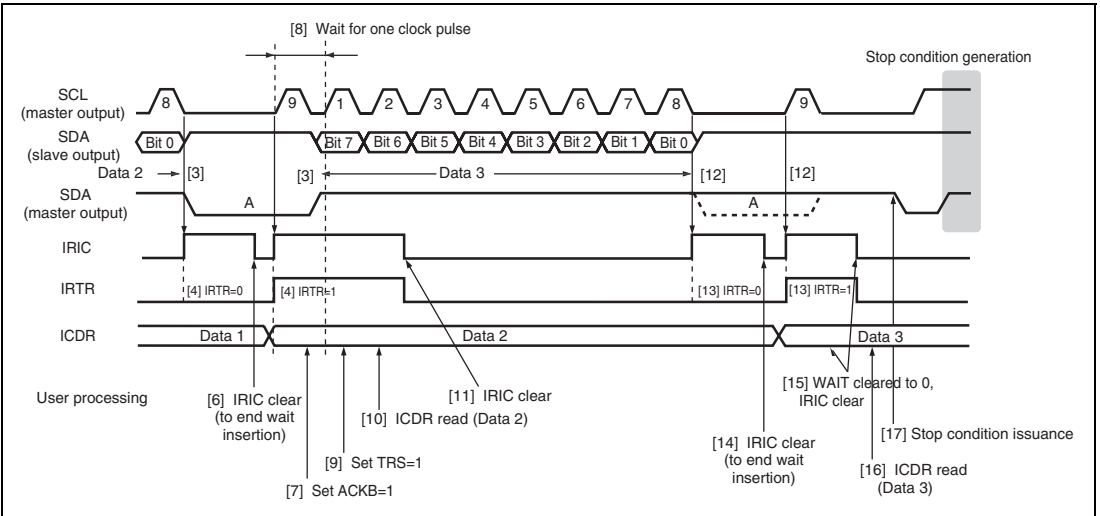 [8] Wait for one clock pulse
Stop condition generation
SCL
(master output)
8 9 1 2 3 4 5 6 7 8 9
SDA
(slave output)
Bit 0 Bit 7 Bit 6 Bit 5 Bit 4 Bit 3 Bit 2 Bit 1 Bit 0
Data 2 [3] [3] Data 3 [12] [12]
SDA
(master output)
A A
IRIC
IRTR
[4] IRTR=0 [4] IRTR=1 [13] IRTR=0 [13] IRTR=1
ICDR
Data 1 Data 2 Data 3
User processing
[6] IRIC clear
(to end wait
insertion)
[11] IRIC clear
[10] ICDR read (Data 2)
[9] Set TRS=1
[7] Set ACKB=1
[15] WAIT cleared to 0,
IRIC clear
[14] IRIC clear
(to end wait
insertion)
[17] Stop condition issuance
[16] ICDR read
(Data 3)